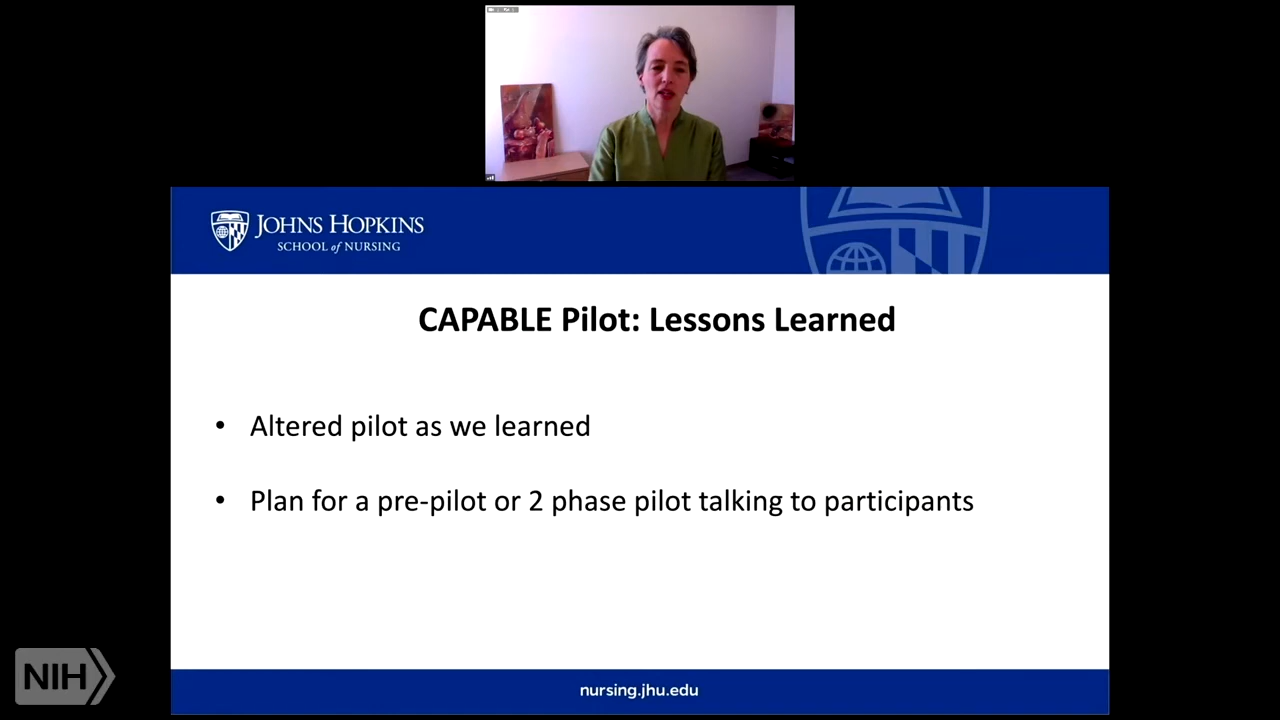 JOHNS HOPKINS
SCHOOL of NURSING
CAPABLE Pilot: Lessons Learned
• Altered pilot as we learned
• Plan for a pre-pilot or 2 phase pilot talking to participants
NIH
nursing.jhu.edu